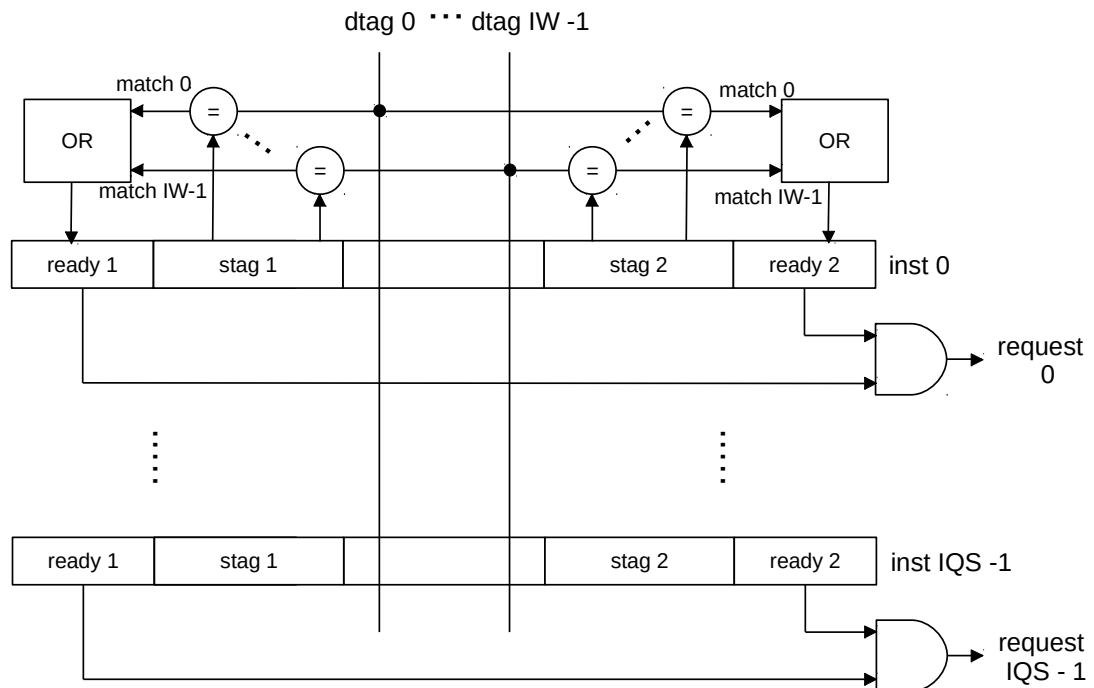 dtag 0 ··· dtag IW -1
match 0
match 0
=
=
OR
OR
=
=
match IW-1
match IW-1
ready 1
stag 1
stag 2
ready 2
inst 0
request
0
ready 1
stag 1
stag 2
ready 2
inst IQS -1
request
IQS - 1